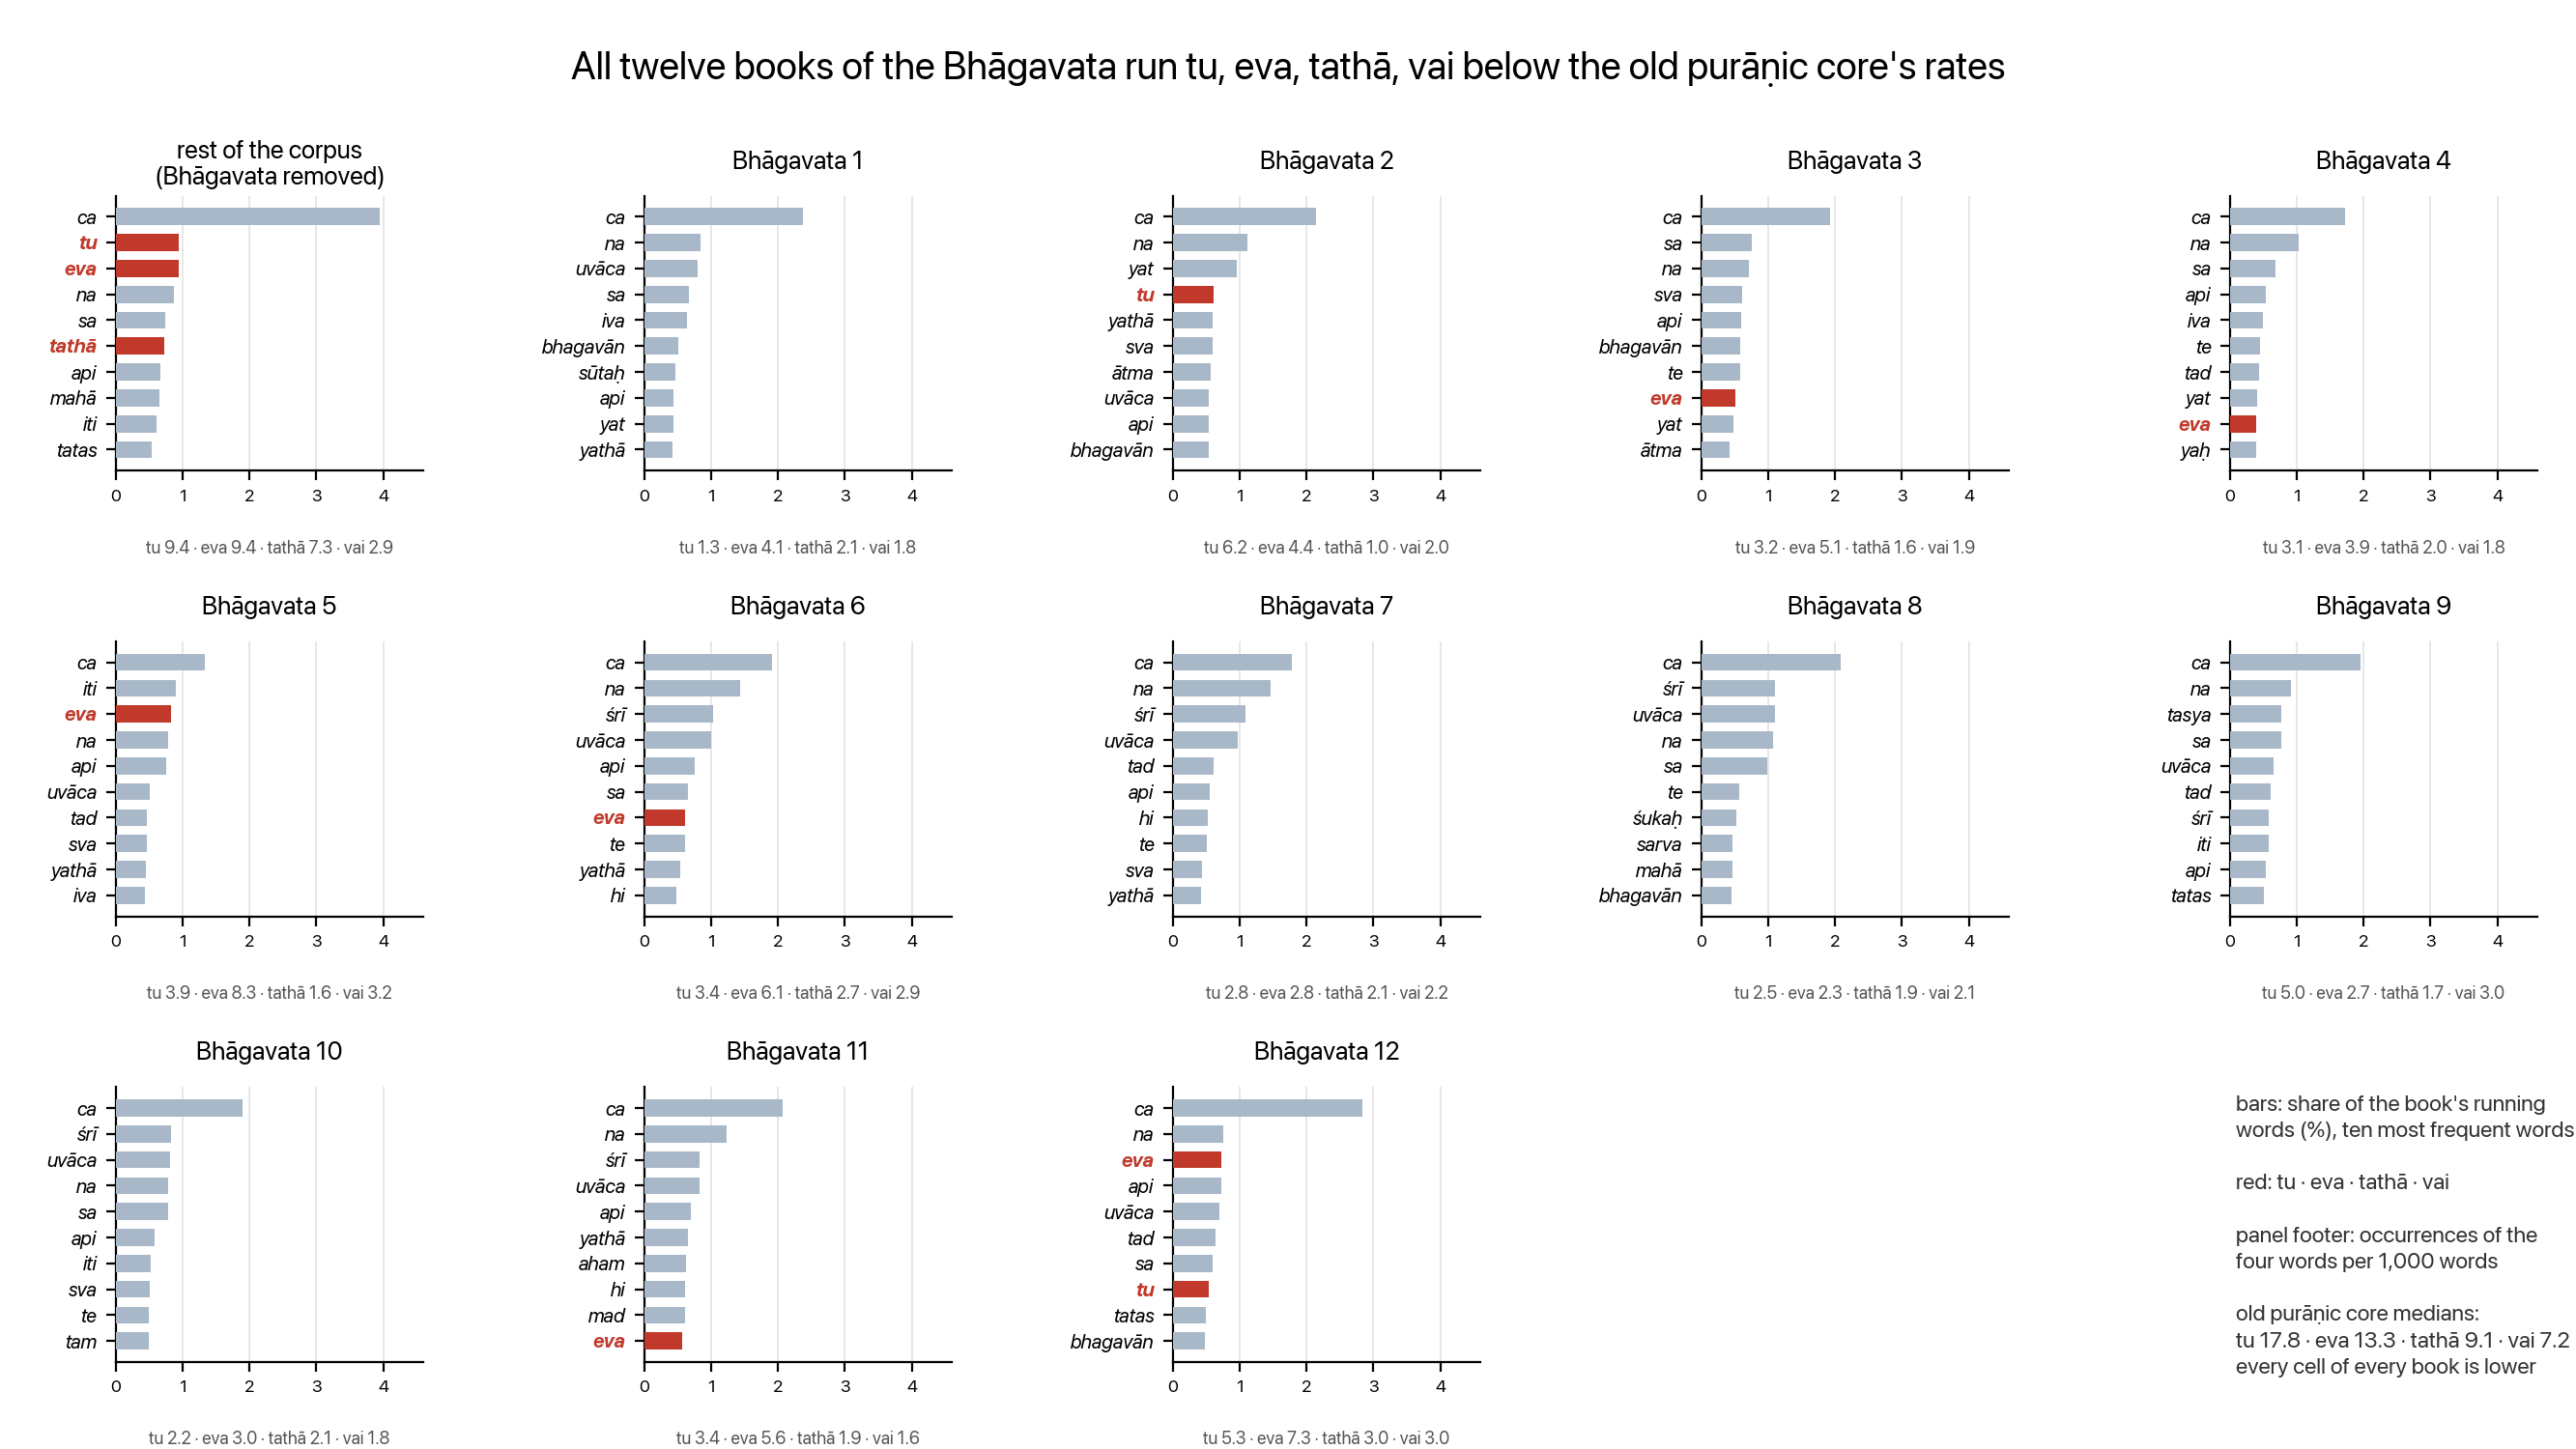 All twelve books of the Bhāgavata run tu, eva, tathā, vai below the old purāṇic core's rates
rest of the corpus
(Bhāgavata removed)
ca
tu
eva
na
sa
tathā
api
mahā
iti
tatas
0 1 2 3 4
tu 9.4 · eva 9.4 · tathā 7.3 · vai 2.9
Bhāgavata 1
ca
na
uvāca
sa
iva
bhagavān
sūtaḥ
api
yat
yathā
0 1 2 3 4
tu 1.3 · eva 4.1 · tathā 2.1 · vai 1.8
Bhāgavata 2
ca
na
yat
tu
yathā
sva
ātma
uvāca
api
bhagavān
0 1 2 3 4
tu 6.2 · eva 4.4 · tathā 1.0 · vai 2.0
Bhāgavata 3
ca
sa
na
sva
api
bhagavān
te
eva
yat
ātma
0 1 2 3 4
tu 3.2 · eva 5.1 · tathā 1.6 · vai 1.9
Bhāgavata 4
ca
na
sa
api
iva
te
tad
yat
eva
yaḥ
0 1 2 3 4
tu 3.1 · eva 3.9 · tathā 2.0 · vai 1.8
Bhāgavata 5
ca
iti
eva
na
api
uvāca
tad
sva
yathā
iva
0 1 2 3 4
tu 3.9 · eva 8.3 · tathā 1.6 · vai 3.2
Bhāgavata 6
ca
na
śrī
uvāca
api
sa
eva
te
yathā
hi
0 1 2 3 4
tu 3.4 · eva 6.1 · tathā 2.7 · vai 2.9
Bhāgavata 7
ca
na
śrī
uvāca
tad
api
hi
te
sva
yathā
0 1 2 3 4
tu 2.8 · eva 2.8 · tathā 2.1 · vai 2.2
Bhāgavata 8
ca
śrī
uvāca
na
sa
te
śukaḥ
sarva
mahā
bhagavān
0 1 2 3 4
tu 2.5 · eva 2.3 · tathā 1.9 · vai 2.1
Bhāgavata 9
ca
na
tasya
sa
uvāca
tad
śrī
iti
api
tatas
0 1 2 3 4
tu 5.0 · eva 2.7 · tathā 1.7 · vai 3.0
Bhāgavata 10
ca
śrī
uvāca
na
sa
api
iti
sva
te
tam
0 1 2 3 4
tu 2.2 · eva 3.0 · tathā 2.1 · vai 1.8
Bhāgavata 11
ca
na
śrī
uvāca
api
yathā
aham
hi
mad
eva
0 1 2 3 4
tu 3.4 · eva 5.6 · tathā 1.9 · vai 1.6
Bhāgavata 12
ca
na
eva
api
uvāca
tad
sa
tu
tatas
bhagavān
0 1 2 3 4
tu 5.3 · eva 7.3 · tathā 3.0 · vai 3.0
bars: share of the book's running
words (%), ten most frequent words
red: tu · eva · tathā · vai
panel footer: occurrences of the
four words per 1,000 words
old purāṇic core medians:
tu 17.8 · eva 13.3 · tathā 9.1 · vai 7.2
every cell of every book is lower